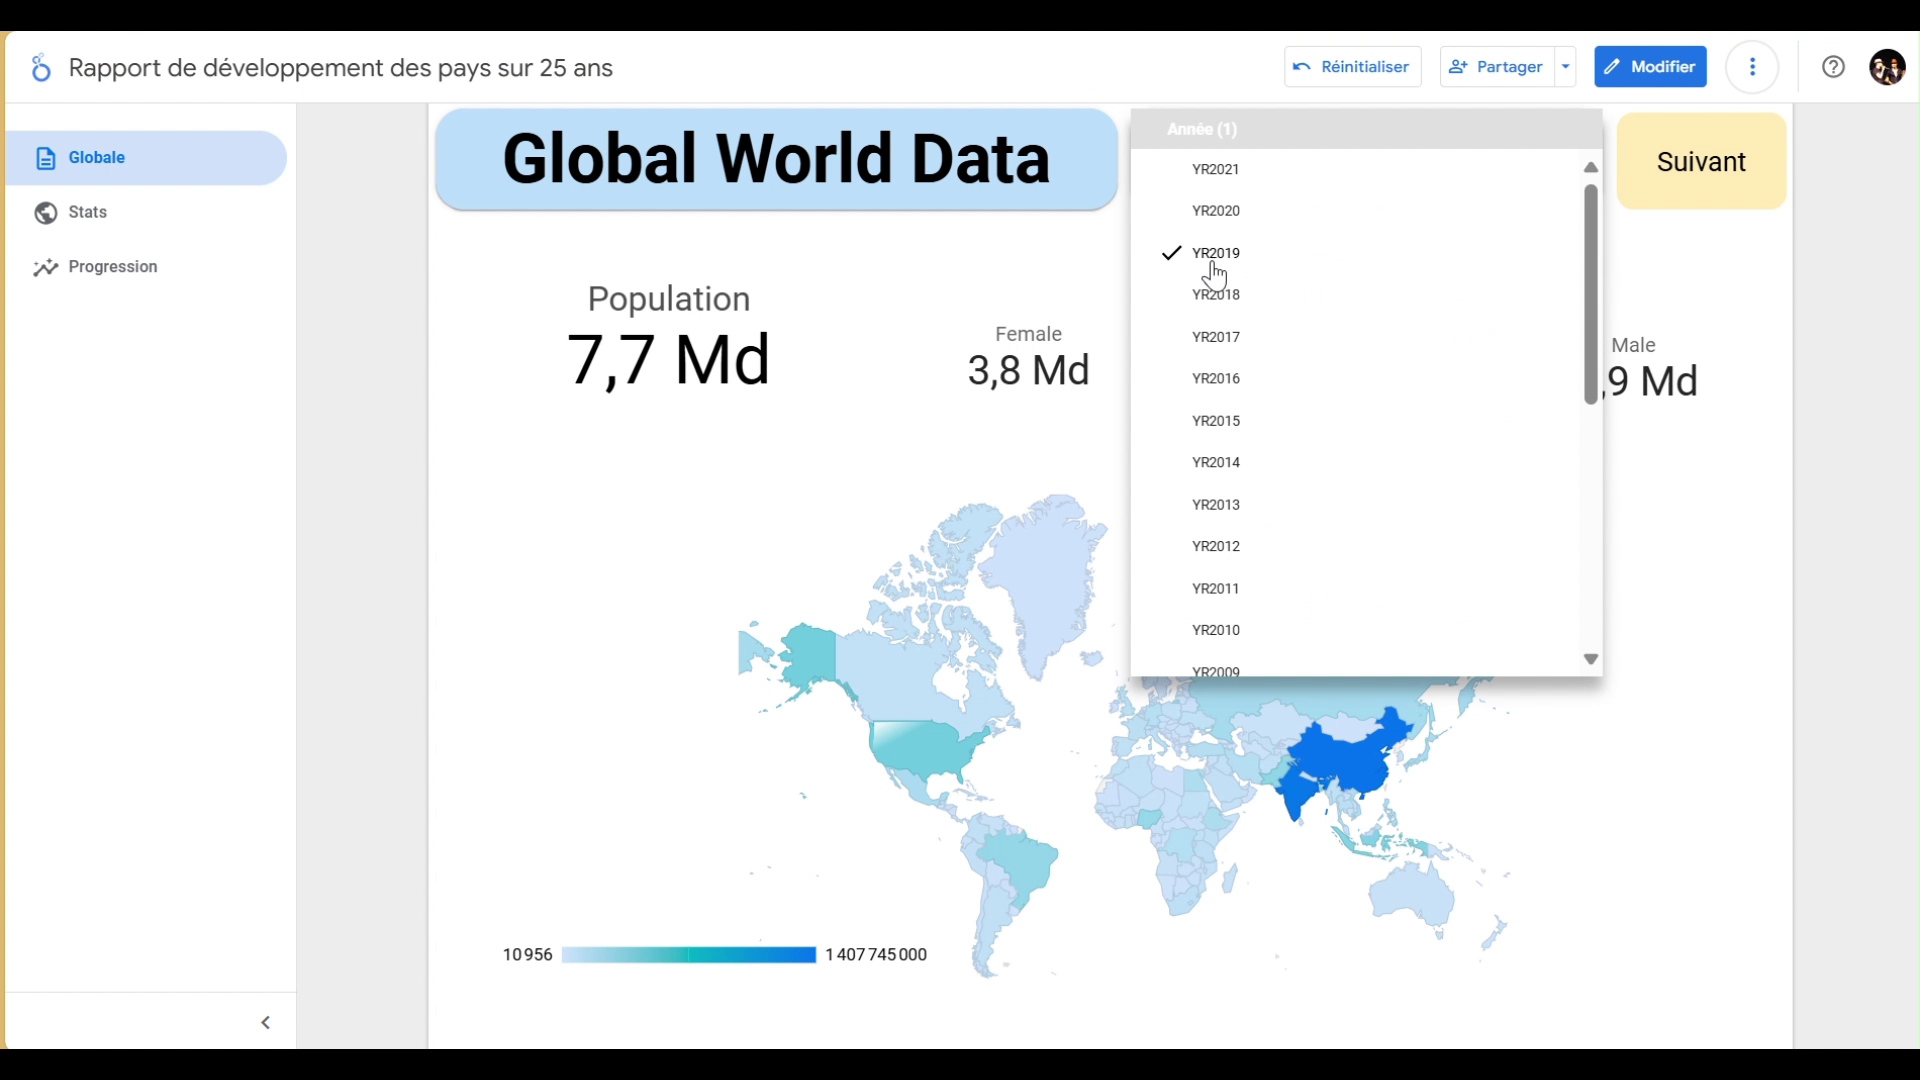 Rapport de développement des pays sur 25 ans
Réinitialiser
Partager
Modifier
Globale
Stats
Progression
Global World Data
Année (1)
YR2021
YR2020
YR2019
YR2018
YR2017
YR2016
YR2015
YR2014
YR2013
YR2012
YR2011
YR2010
YR2009
Suivant
Population
7,7 Md
Female
3,8 Md
Male
,9 Md
10 956
1 407 745 000